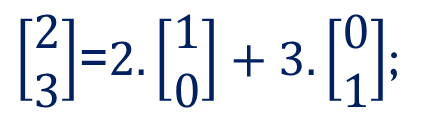 [2 3]=2. [1 0] + 3. [0 1];